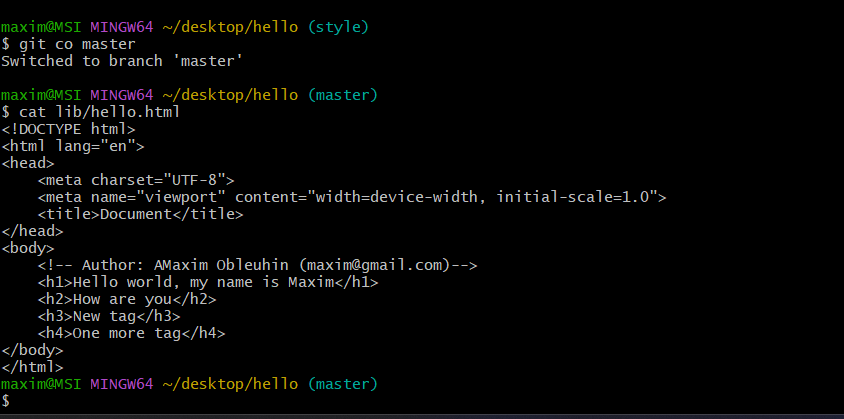 maxim@MSI MINGW64 ~/desktop/hello (style)
$ git co master
Switched to branch 'master'
maxim@MSI MINGW64 ~/desktop/hello (master)
$ cat lib/hello.html
<!DOCTYPE html>
<html lang="en">
<head>
    <meta charset="UTF-8">
    <meta name="viewport" content="width=device-width, initial-scale=1.0">
    <title>Document</title>
</head>
<body>
    <!-- Author: AMaxim Obleuhin (maxim@gmail.com)-->
    <h1>Hello world, my name is Maxim</h1>
    <h2>How are you</h2>
    <h3>New tag</h3>
    <h4>One more tag</h4>
</body>
</html>
maxim@MSI MINGW64 ~/desktop/hello (master)
$